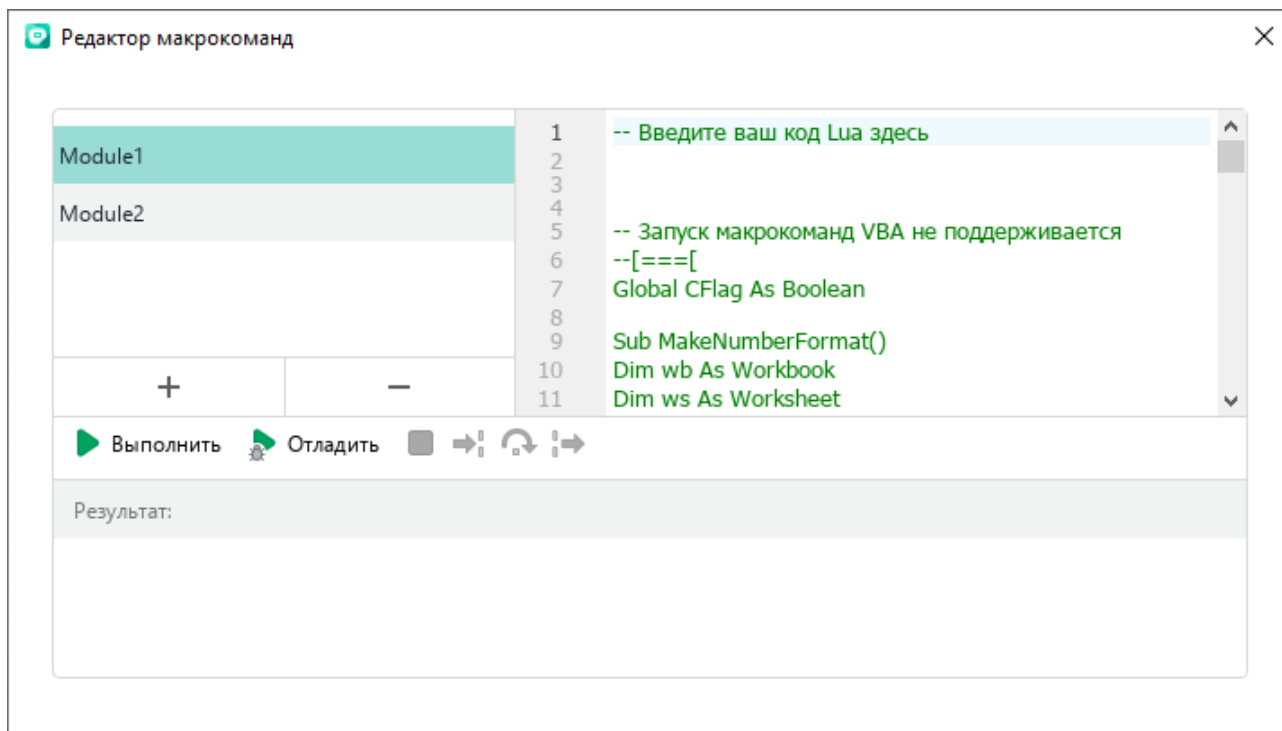 Редактор макрокоманд
Module1
Module2
+ −
1 -- Введите ваш код Lua здесь
2
3
4
5 -- Запуск макрокоманд VBA не поддерживается
6 --[===[
7 Global CFlag As Boolean
8
9 Sub MakeNumberFormat()
10 Dim wb As Workbook
11 Dim ws As Worksheet
Выполнить Отладить
Результат: